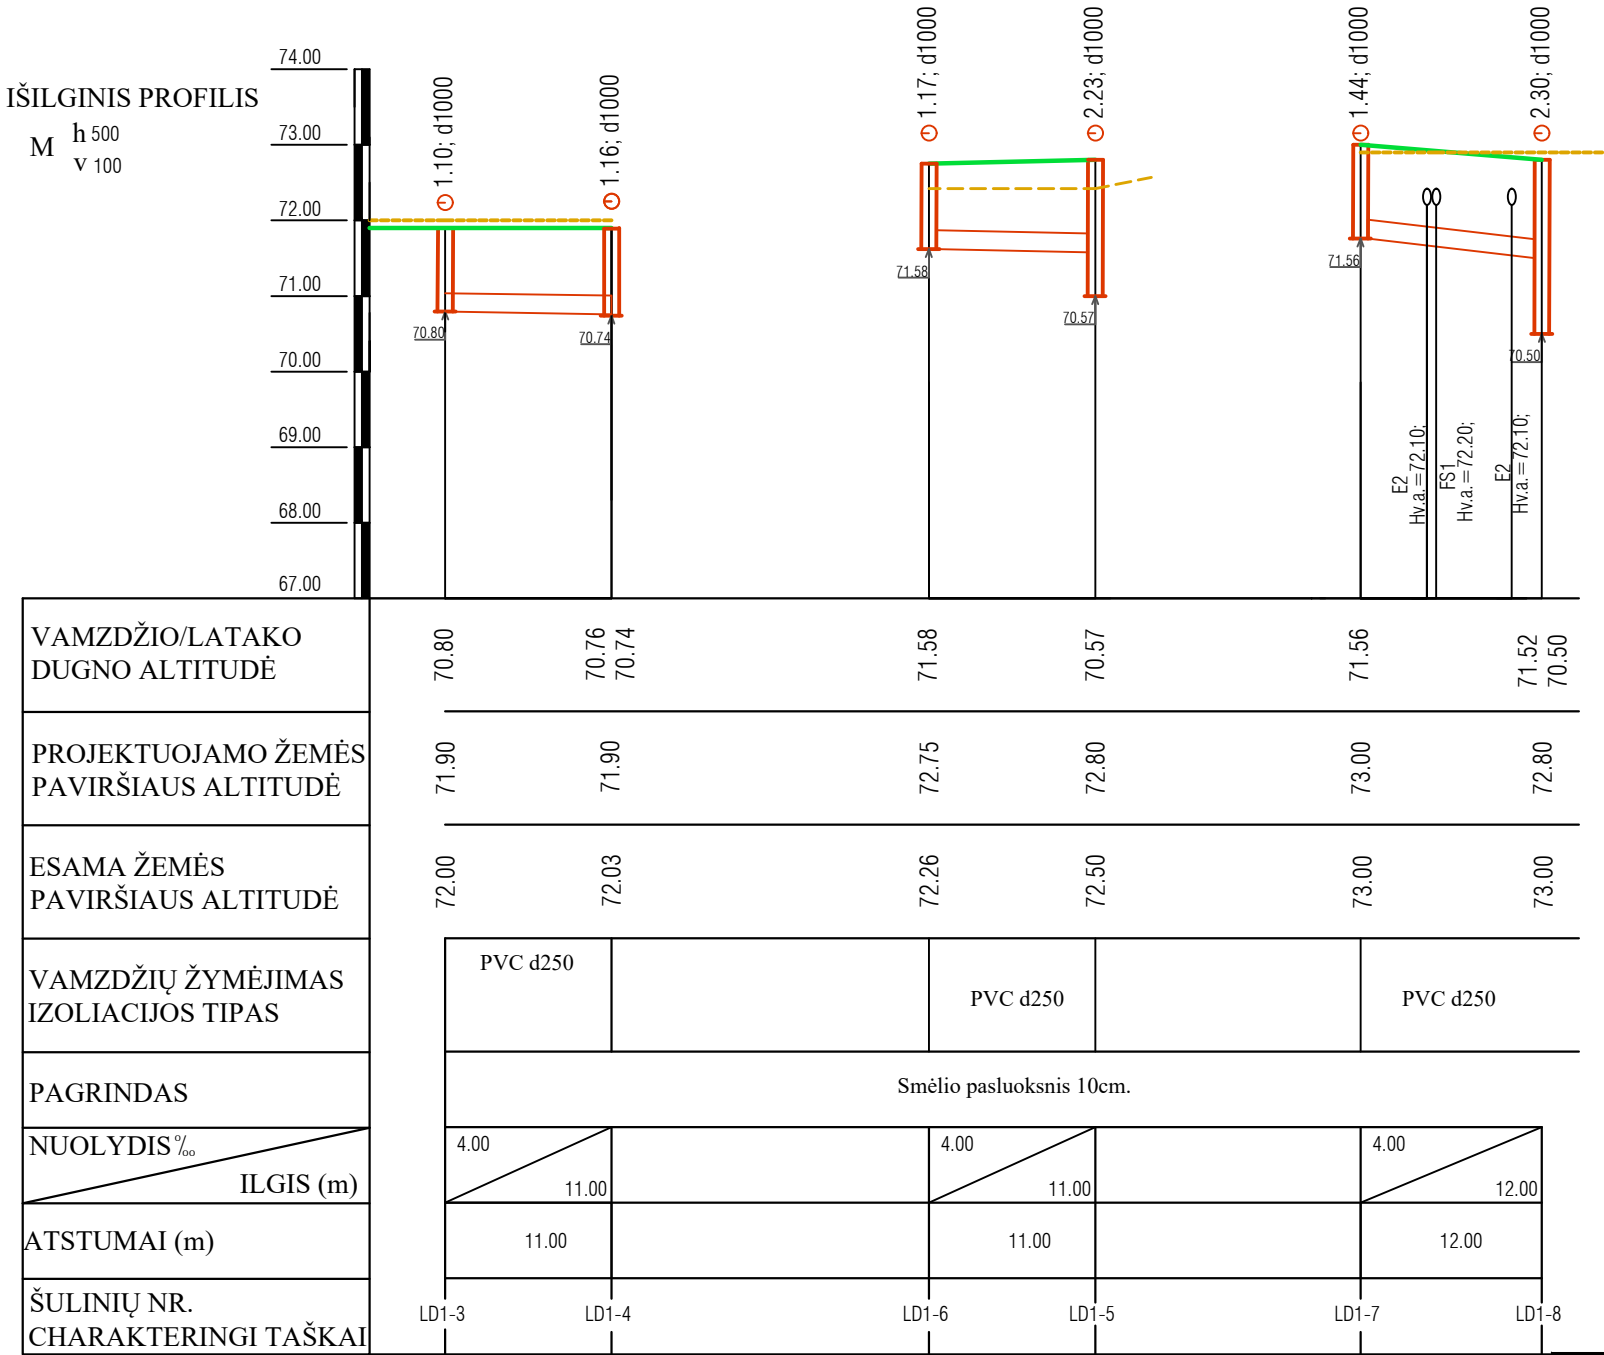 IŠILGINIS PROFILIS
M h 500
v 100
74.00
73.00
72.00
71.00
70.00
69.00
68.00
67.00
1.10; d1000
1.16; d1000
1.17; d1000
2.23; d1000
1.44; d1000
2.30; d1000
70.80
70.74
71.58
70.57
71.56
70.50
E2
Hv.a.=72.10;
FS1
Hv.a.=72.20;
E2
Hv.a.=72.10;
VAMZDŽIO/LATAKO
DUGNO ALTITUDĖ
70.80
70.76
70.74
71.58
70.57
71.56
71.52
70.50
PROJEKTUOJAMO ŽEMĖS
PAVIRŠIAUS ALTITUDĖ
71.90
71.90
72.75
72.80
73.00
72.80
ESAMA ŽEMĖS
PAVIRŠIAUS ALTITUDĖ
72.00
72.03
72.26
72.50
73.00
73.00
VAMZDŽIŲ ŽYMĖJIMAS
IZOLIACIJOS TIPAS
PVC d250
PVC d250
PVC d250
PAGRINDAS
Smėlio pasluoksnis 10cm.
NUOLYDIS ‰
ILGIS (m)
4.00
11.00
4.00
11.00
4.00
12.00
ATSTUMAI (m)
11.00
11.00
12.00
ŠULINIŲ NR.
CHARAKTERINGI TAŠKAI
LD1-3
LD1-4
LD1-6
LD1-5
LD1-7
LD1-8